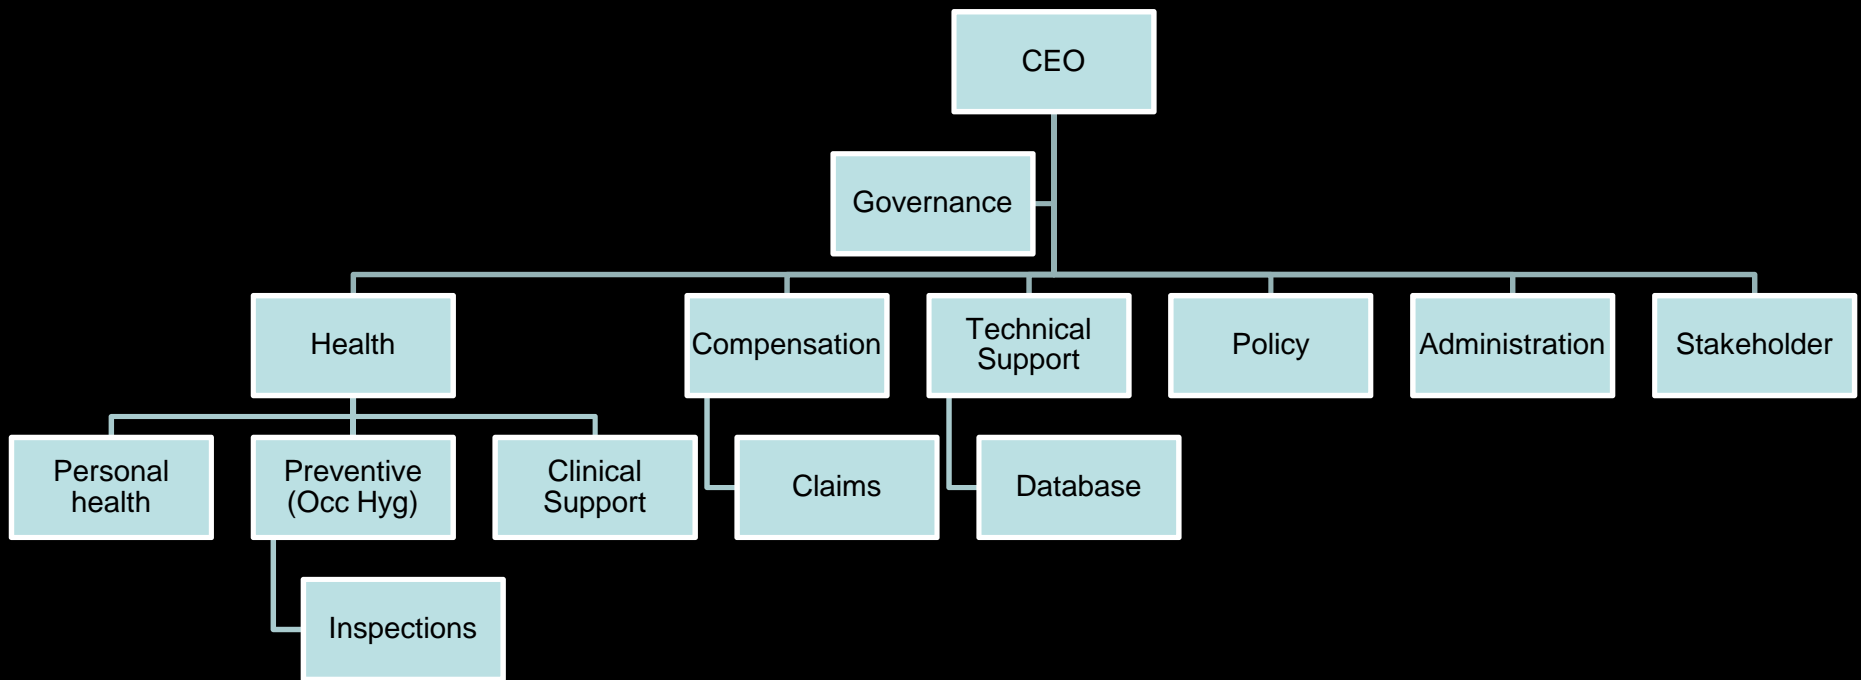 CEO
Governance
Health
Compensation
Technical
Support
Policy
Administration
Stakeholder
Personal
health
Preventive
(Occ Hyg)
Clinical
Support
Claims
Database
Inspections